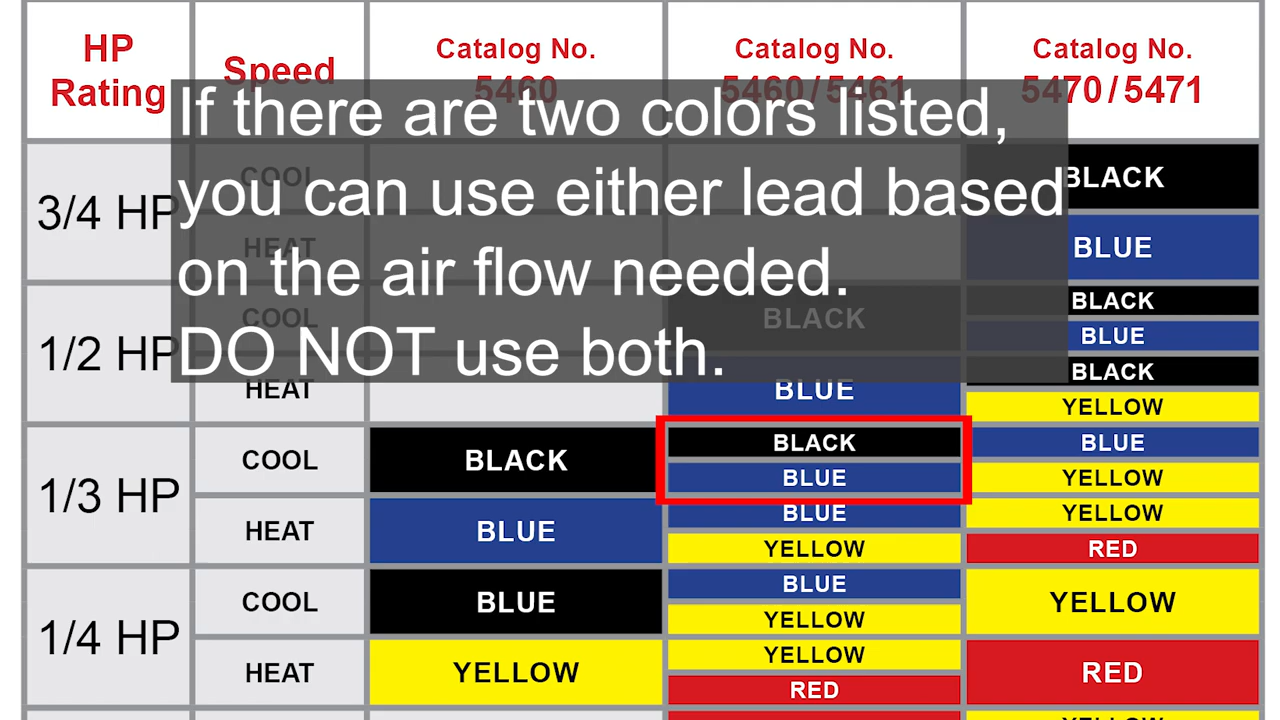 HP Rating Speed Catalog No. 5460 Catalog No. 5460/5461 Catalog No. 5470/5471
If there are two colors listed,
you can use either lead based
on the air flow needed.
DO NOT use both.
3/4 HP COOL BLACK
HEAT BLUE
1/2 HP COOL BLACK BLACK
BLUE
HEAT BLUE BLACK
YELLOW
1/3 HP COOL BLACK BLACK BLUE
BLUE YELLOW
HEAT BLUE BLUE YELLOW
YELLOW RED
1/4 HP COOL BLUE BLUE YELLOW
YELLOW
HEAT YELLOW YELLOW RED
RED